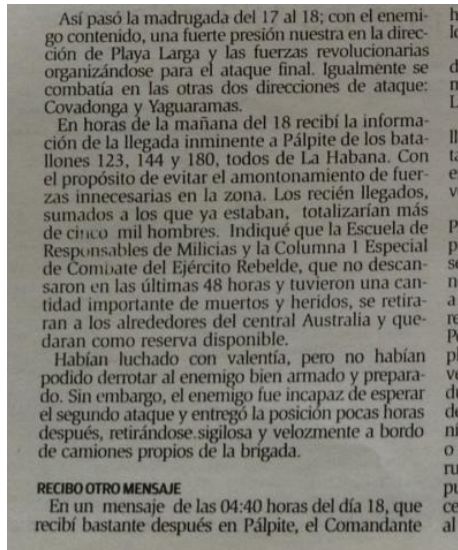 Así pasó la madrugada del 17 al 18; con el enemi-
go contenido, una fuerte presión nuestra en la direc-
ción de Playa Larga y las fuerzas revolucionarias
organizándose para el ataque final. Igualmente se
combatía en las otras dos direcciones de ataque:
Covadonga y Yaguaramas.
En horas de la mañana del 18 recibí la informa-
ción de la llegada inminente a Pálpite de los bata-
llones 123, 144 y 180, todos de La Habana. Con
el propósito de evitar el amontonamiento de fuer-
zas innecesarias en la zona. Los recién llegados,
sumados a los que ya estaban, totalizarían más
de cinco mil hombres. Indiqué que la Escuela de
Responsables de Milicias y la Columna 1 Especial
de Combate del Ejército Rebelde, que no descan-
saron en las últimas 48 horas y tuvieron una can-
tidad importante de muertos y heridos, se retira-
ran a los alrededores del central Australia y que-
daran como reserva disponible.
Habían luchado con valentía, pero no habían
podido derrotar al enemigo bien armado y prepara-
do. Sin embargo, el enemigo fue incapaz de esperar
el segundo ataque y entregó la posición pocas horas
después, retirándose sigilosa y velozmente a bordo
de camiones propios de la brigada.
RECIBO OTRO MENSAJE
En un mensaje de las 04:40 horas del día 18, que
recibí bastante después en Pálpite, el Comandante